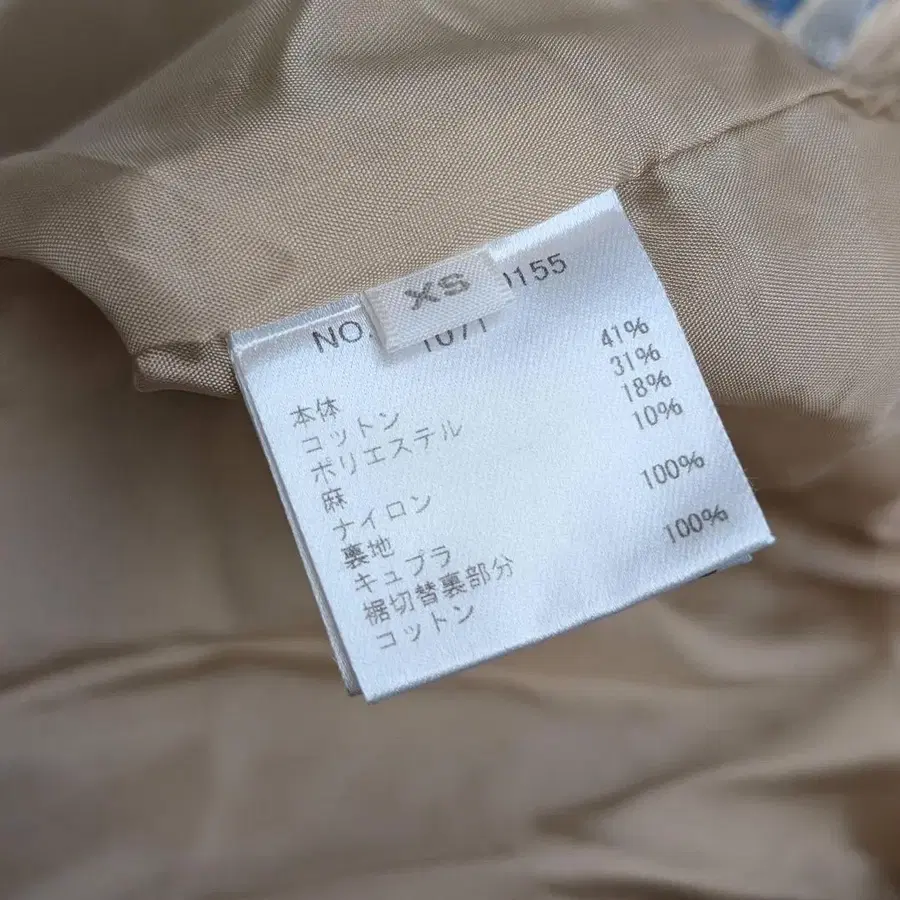 XS
NO. 0155
1071
本体
コットン 41%
ポリエステル 31%
麻 18%
ナイロン 10%
裏地
キュプラ 100%
裾切替裏部分
コットン 100%